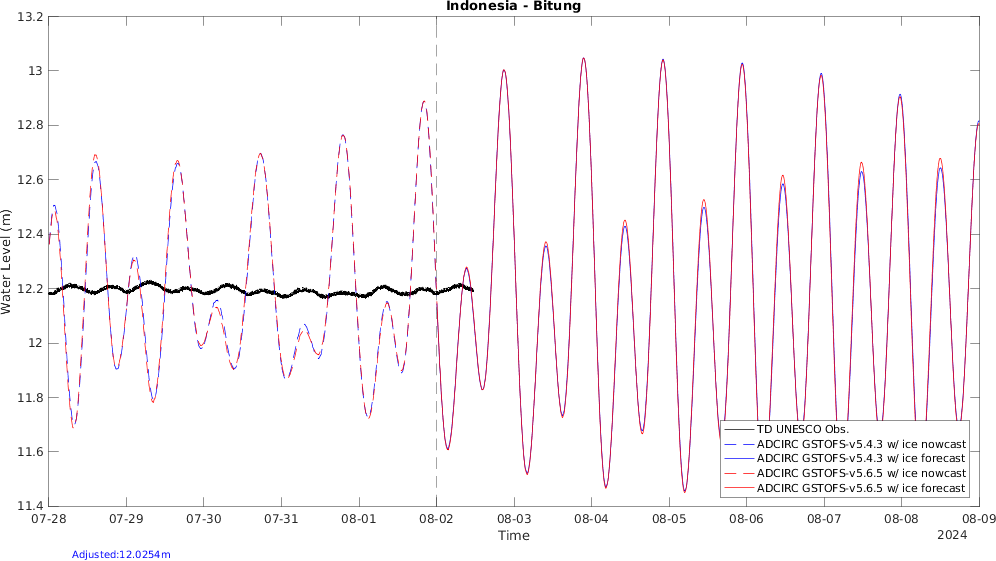 Indonesia - Bitung
13.2
13
12.8
12.6
12.4
12.2
12
11.8
11.6
11.4
Water Level (m)
07-28 07-29 07-30 07-31 08-01 08-02 08-03 08-04 08-05 08-06 08-07 08-08 08-09
Time
2024
TD UNESCO Obs.
ADCIRC GSTOFS-v5.4.3 w/ ice nowcast
ADCIRC GSTOFS-v5.4.3 w/ ice forecast
ADCIRC GSTOFS-v5.6.5 w/ ice nowcast
ADCIRC GSTOFS-v5.6.5 w/ ice forecast
Adjusted:12.0254m